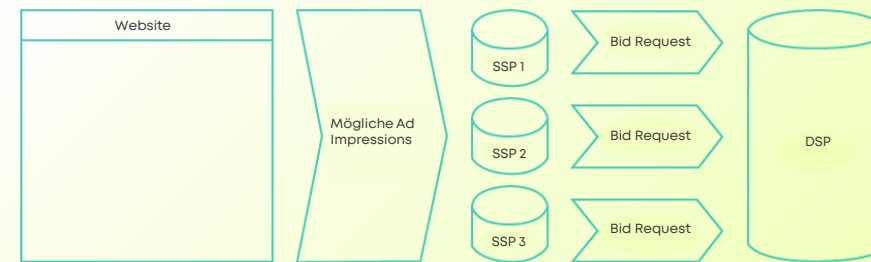 Website
Mögliche Ad
Impressions
SSP 1
Bid Request
SSP 2
Bid Request
SSP 3
Bid Request
DSP